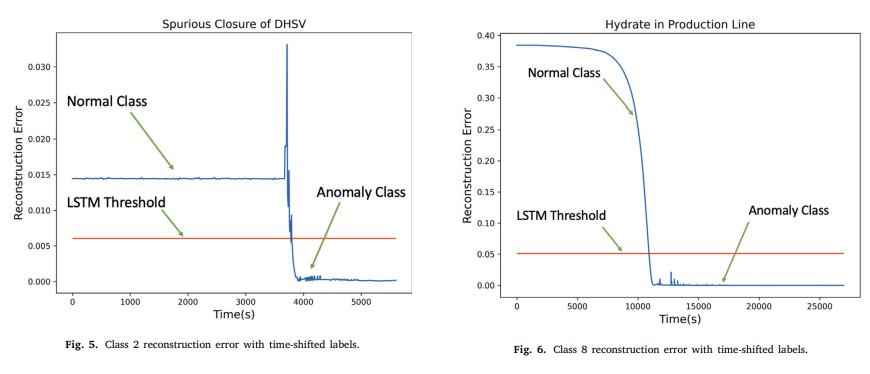 Spurious Closure of DHSV
Reconstruction Error
0.030
0.025
0.020
0.015
0.010
0.005
0.000
Normal Class
LSTM Threshold
Anomaly Class
0
1000
2000
3000
4000
5000
Time(s)
Fig. 5. Class 2 reconstruction error with time-shifted labels.
Hydrate in Production Line
Reconstruction Error
0.40
0.35
0.30
0.25
0.20
0.15
0.10
0.05
0.00
Normal Class
LSTM Threshold
Anomaly Class
0
5000
10000
15000
20000
25000
Time(s)
Fig. 6. Class 8 reconstruction error with time-shifted labels.